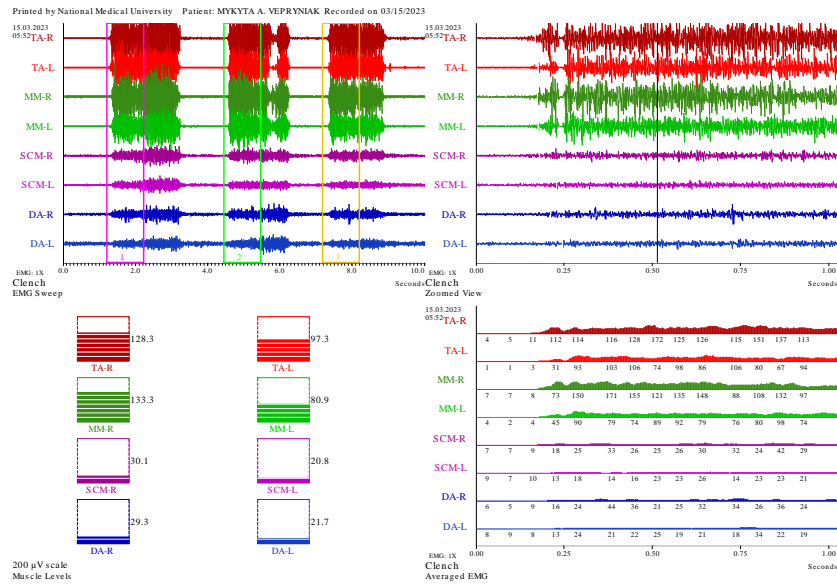 Printed by National Medical University Patient: MYKYTA A. VEPRYNIAK Recorded on 03/15/2023
15.03.2023
05:52
TA-R
TA-L
MM-R
MM-L
SCM-R
SCM-L
DA-R
DA-L
1 2 3
EMG: 1X
0.0 2.0 4.0 6.0 8.0 10.0
Clench Seconds
EMG Sweep
15.03.2023
05:52
TA-R
TA-L
MM-R
MM-L
SCM-R
SCM-L
DA-R
DA-L
EMG: 1X
0.00 0.25 0.50 0.75 1.00
Clench Seconds
Zoomed View
128.3
TA-R
97.3
TA-L
133.3
MM-R
80.9
MM-L
30.1
SCM-R
20.8
SCM-L
29.3
DA-R
21.7
DA-L
200 µV scale
Muscle Levels
15.03.2023
05:52
TA-R
4 5 11 112 114 116 128 172 125 126 115 151 137 113
TA-L
1 1 3 31 93 103 106 74 98 86 106 80 67 94
MM-R
7 7 8 73 150 171 155 121 135 148 88 108 132 97
MM-L
4 2 4 45 90 79 74 89 92 79 76 80 98 74
SCM-R
7 7 9 18 25 33 26 25 26 30 32 24 42 29
SCM-L
9 7 10 13 18 14 16 23 23 26 14 23 23 21
DA-R
6 5 9 16 24 44 36 21 25 32 34 26 36 24
DA-L
8 9 8 13 14 21 22 25 19 21 18 34 22 19
EMG: 1X
0.00 0.25 0.50 0.75 1.00
Clench Seconds
Averaged EMG